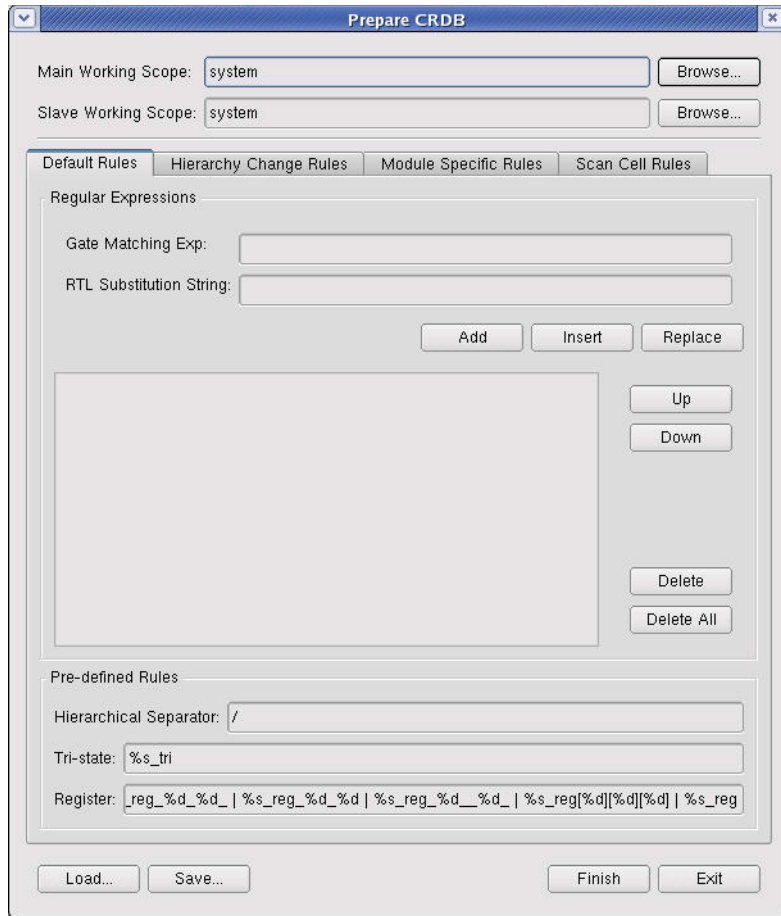 Prepare CRDB
Main Working Scope: system Browse...
Slave Working Scope: system Browse...
Default Rules Hierarchy Change Rules Module Specific Rules Scan Cell Rules
Regular Expressions
Gate Matching Exp:
RTL Substitution String:
Add Insert Replace
Up
Down
Delete
Delete All
Pre-defined Rules
Hierarchical Separator: /
Tri-state: %s_tri
Register: _reg_%d_%d_ | %s_reg_%d_%d | %s_reg_%d__%d_ | %s_reg[%d][%d][%d] | %s_reg
Load... Save... Finish Exit